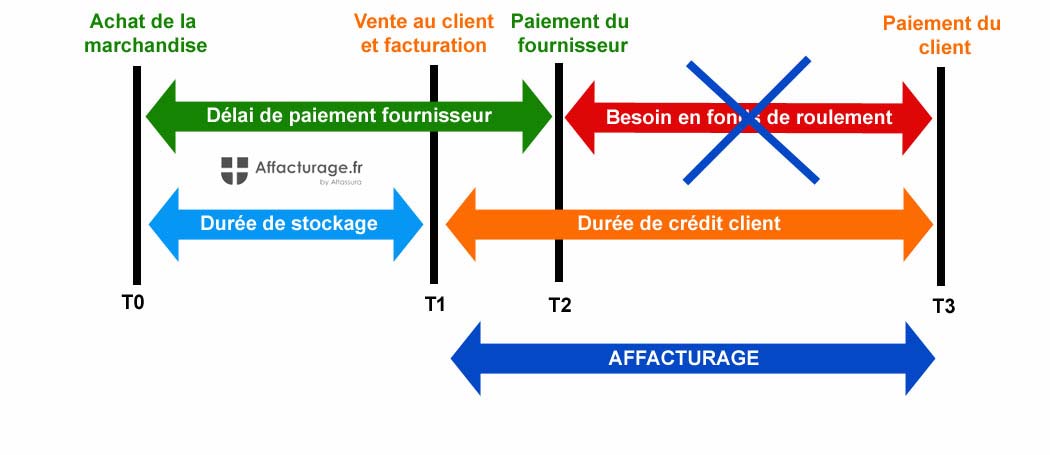 Achat de la
marchandise
Vente au client
et facturation
Paiement du
fournisseur
Paiement du
client
Délai de paiement fournisseur
Besoin en fonds de roulement
Affacturage.fr
by Altassura
Durée de stockage
Durée de crédit client
T0
T1
T2
T3
AFFACTURAGE